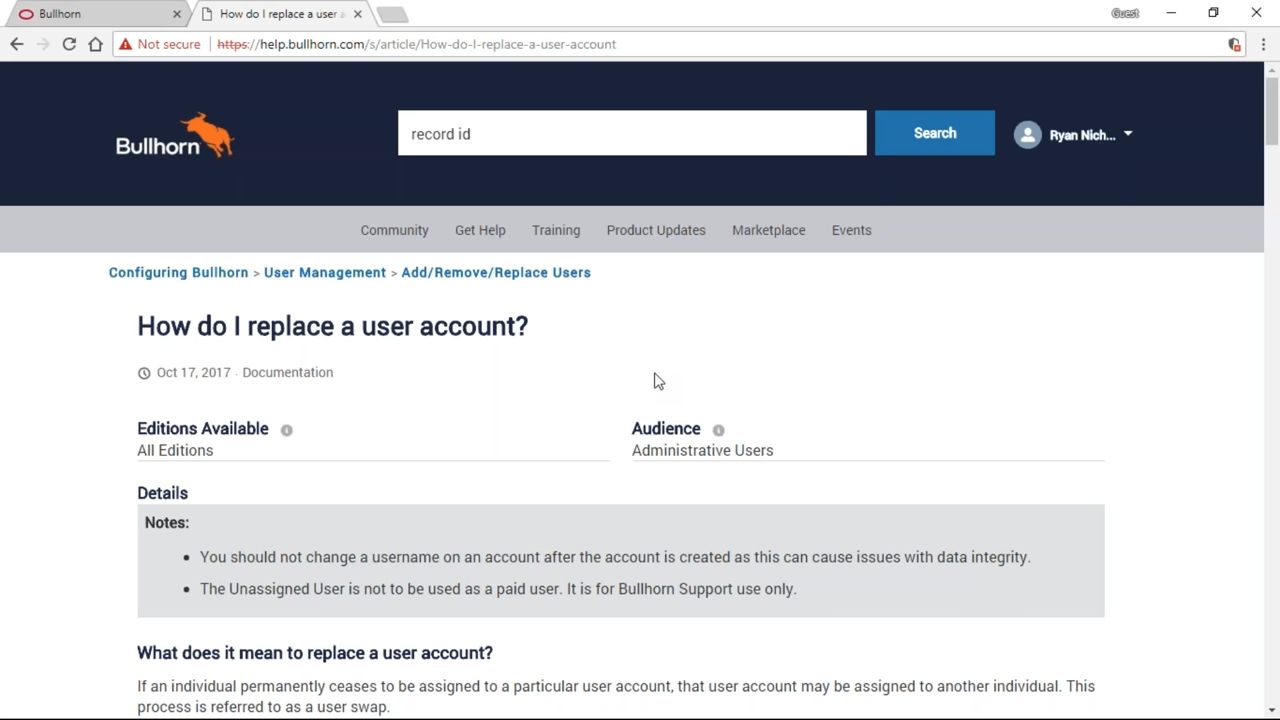 Bullhorn
How do I replace a user a
Guest
Not secure
https://help.bullhorn.com/s/article/How-do-I-replace-a-user-account
Bullhorn
record id
Search
Ryan Nich...
Community Get Help Training Product Updates Marketplace Events
Configuring Bullhorn > User Management > Add/Remove/Replace Users
How do I replace a user account?
Oct 17, 2017 · Documentation
Editions Available
All Editions
Audience
Administrative Users
Details
Notes:
• You should not change a username on an account after the account is created as this can cause issues with data integrity.
• The Unassigned User is not to be used as a paid user. It is for Bullhorn Support use only.
What does it mean to replace a user account?
If an individual permanently ceases to be assigned to a particular user account, that user account may be assigned to another individual. This
process is referred to as a user swap.